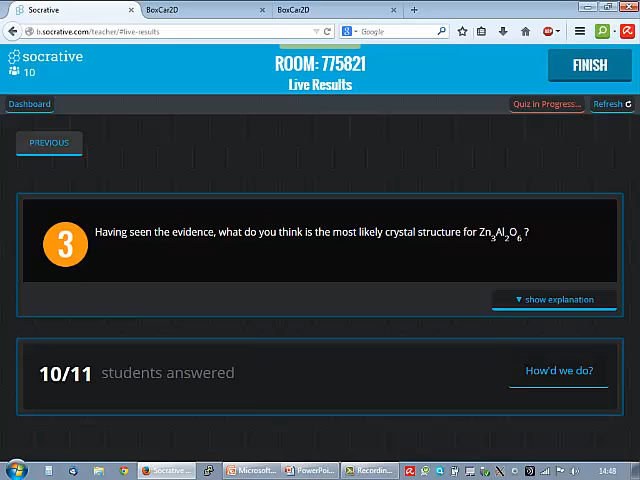 Socrative
BoxCar2D
BoxCar2D
b.socrative.com/teacher/#live-results
Google
socrative
10
ROOM: 775821
Live Results
FINISH
Dashboard
Quiz in Progress...
Refresh
PREVIOUS
3
Having seen the evidence, what do you think is the most likely crystal structure for Zn3Al2O6 ?
▼ show explanation
10/11 students answered
How'd we do?
Socrative ...
Microsoft...
PowerPoi...
Recordin...
14:48